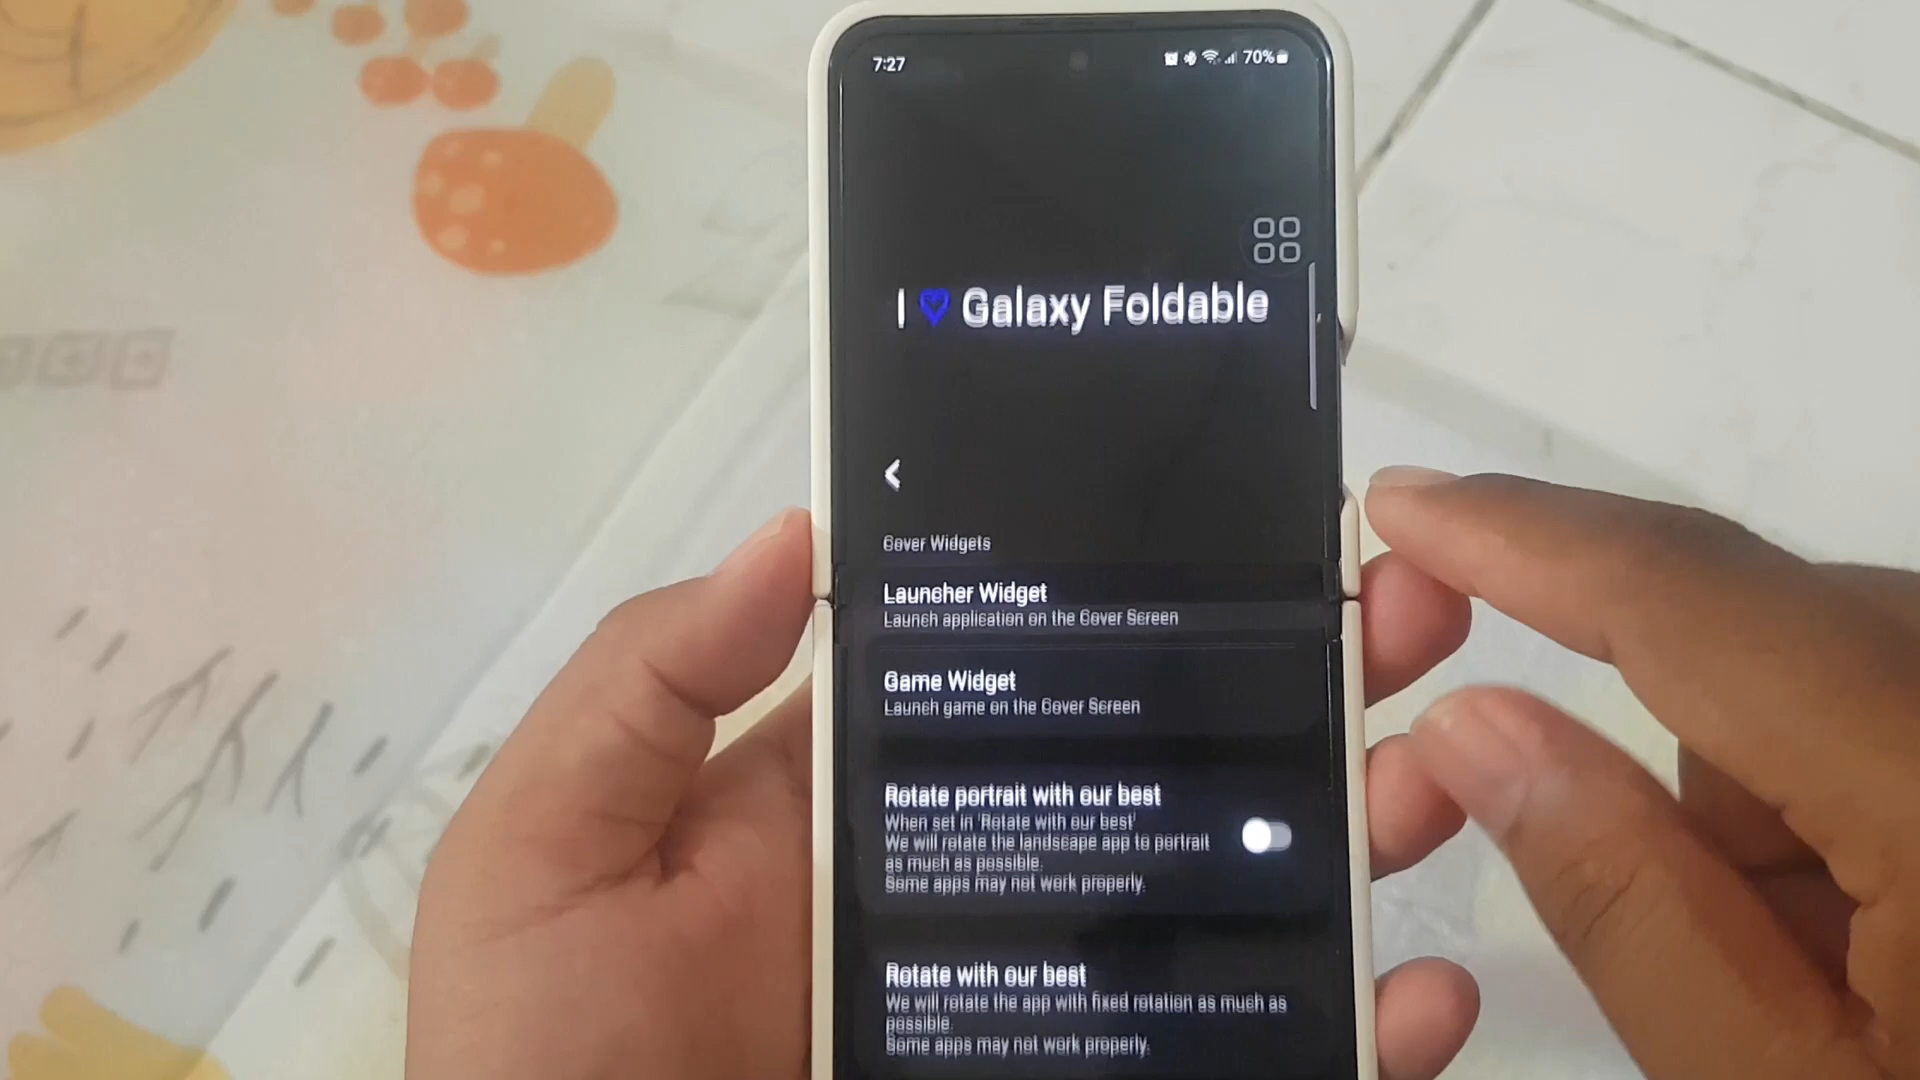 7:27
70%
I 💙 Galaxy Foldable
Cover Widgets
Launcher Widget
Launch application on the Cover Screen
Game Widget
Launch game on the Cover Screen
Rotate portrait with our best
When set in 'Rotate with our best'
We will rotate the landscape app to portrait
as much as possible.
Some apps may not work properly.
Rotate with our best
We will rotate the app with fixed rotation as much as
possible.
Some apps may not work properly.